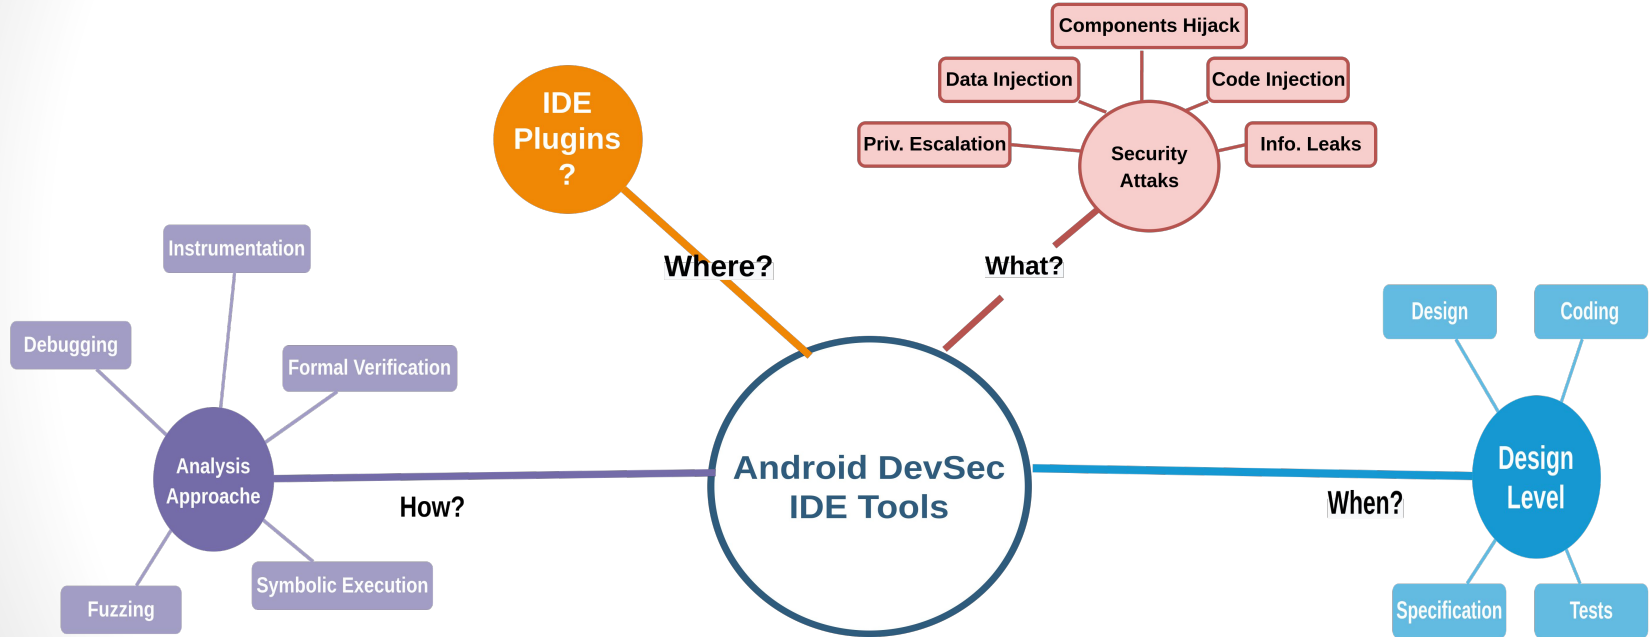 Components Hijack
Data Injection
Code Injection
Priv. Escalation
Info. Leaks
Security
Attaks
IDE
Plugins
?
Where?
What?
Instrumentation
Debugging
Formal Verification
Analysis
Approache
Fuzzing
Symbolic Execution
How?
Android DevSec
IDE Tools
When?
Design
Coding
Design
Level
Specification
Tests